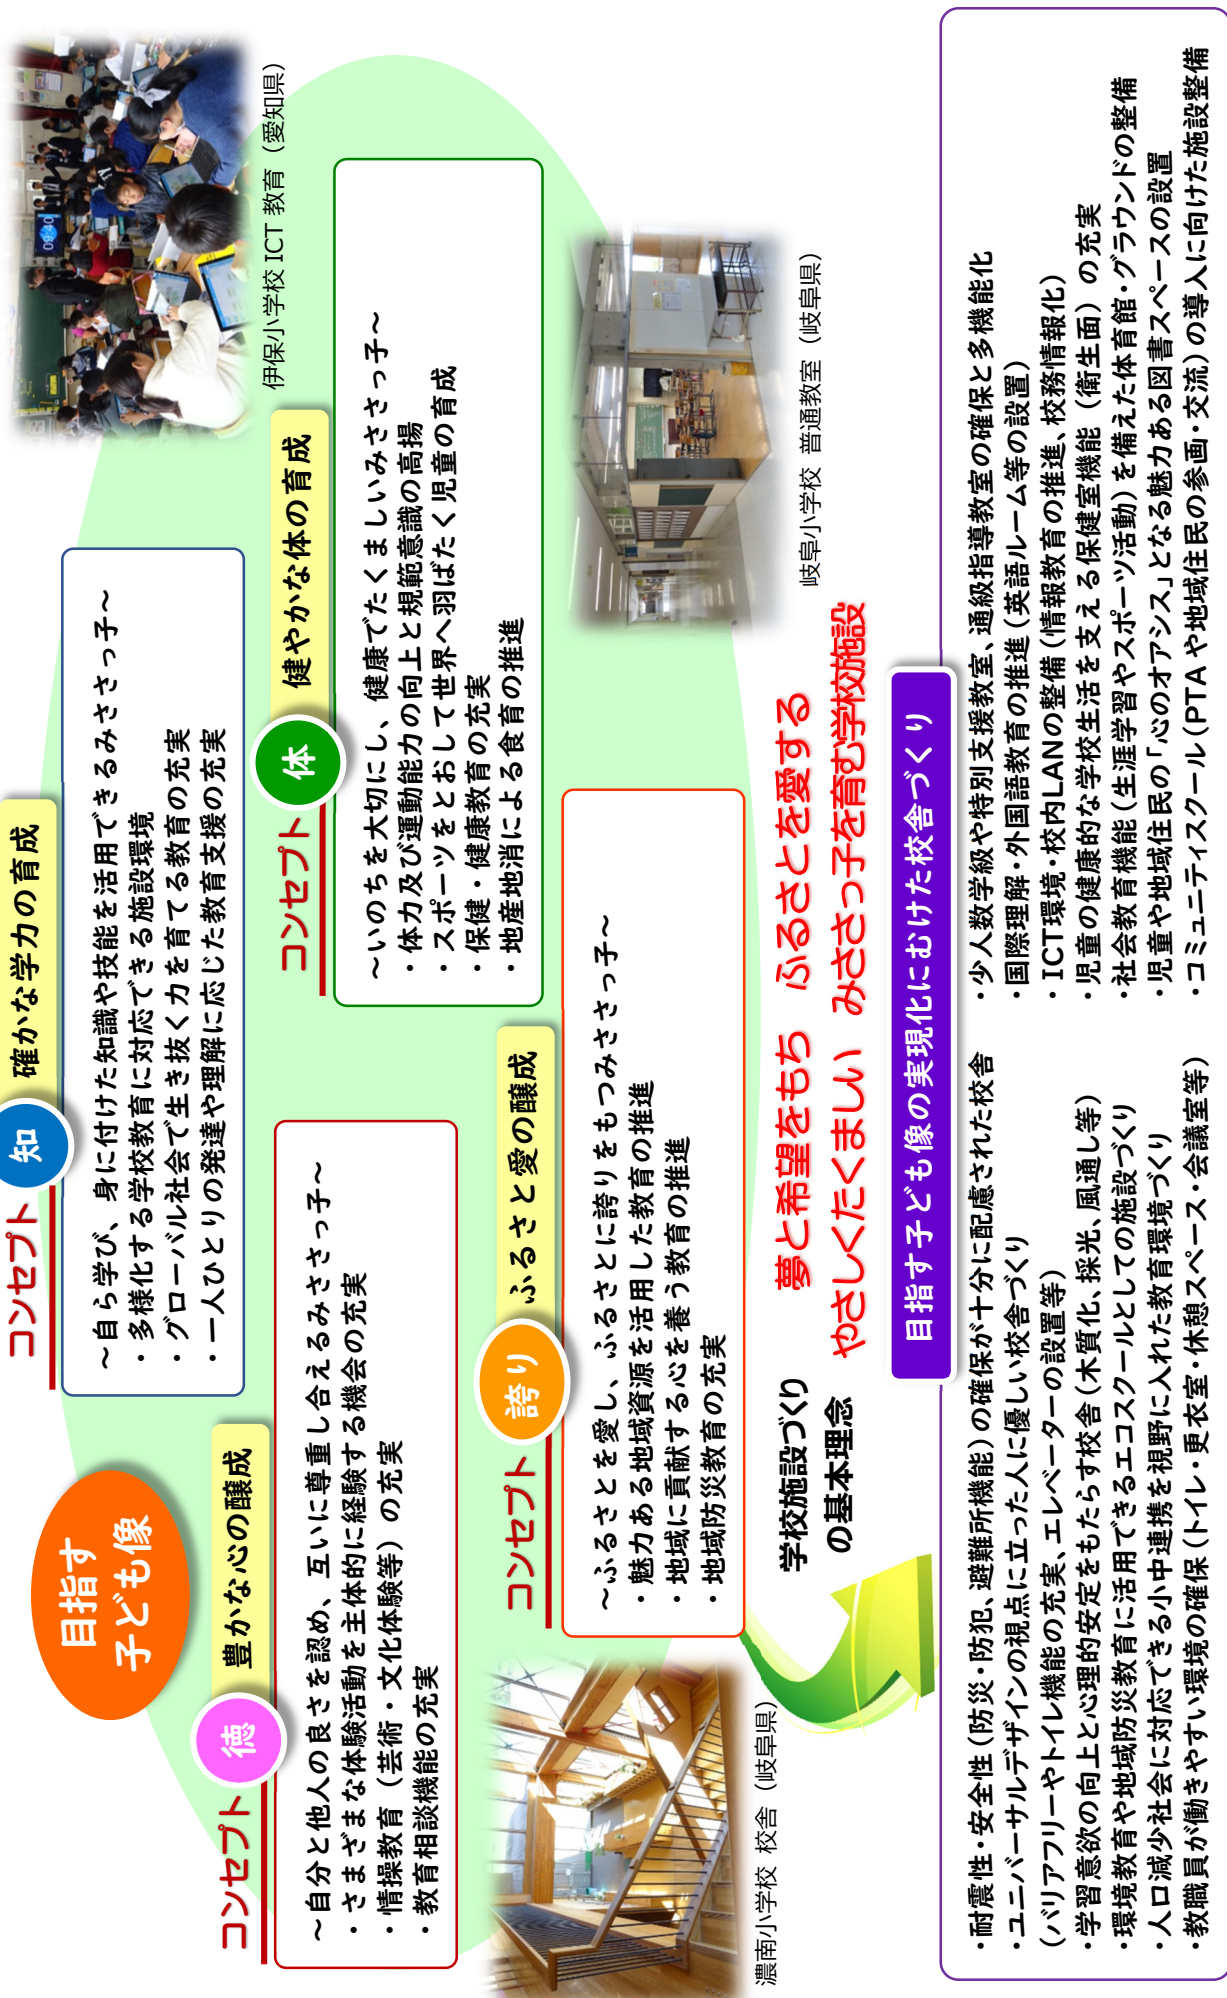 目指す
子ども像
コンセプト
知
確かな学力の育成
～自ら学び、身に付けた知識や技能を活用できるみささっ子～
・多様化する学校教育に対応できる施設環境
・グローバル社会で生き抜く力を育てる教育の充実
・一人ひとりの発達や理解に応じた教育支援の充実
09:40
伊保小学校 ICT 教育（愛知県）
コンセプト
徳
豊かな心の醸成
～自分と他人の良さを認め、互いに尊重し合えるみささっ子～
・さまざまな体験活動を主体的に経験する機会の充実
・情操教育（芸術・文化体験等）の充実
・教育相談機能の充実
コンセプト
体
健やかな体の育成
～いのちを大切にし、健康でたくましいみささっ子～
・体力及び運動能力の向上と規範意識の高揚
・スポーツをとおして世界へ羽ばたく児童の育成
・保健・健康教育の充実
・地産地消による食育の推進
コンセプト
誇り
ふるさと愛の醸成
～ふるさとを愛し、ふるさとに誇りをもつみささっ子～
・魅力ある地域資源を活用した教育の推進
・地域に貢献する心を養う教育の推進
・地域防災教育の充実
濃南小学校 校舎（岐阜県）
岐阜小学校 普通教室（岐阜県）
学校施設づくり
の基本理念
夢と希望をもち　ふるさとを愛する
やさしくたくましい　みささっ子を育む学校施設
目指す子ども像の実現化にむけた校舎づくり
・耐震性・安全性（防災・防犯、避難所機能）の確保が十分に配慮された校舎
・ユニバーサルデザインの視点に立った人に優しい校舎づくり
（バリアフリーやトイレ機能の充実、エレベーターの設置等）
・学習意欲の向上と心理的安定をもたらす校舎（木質化、採光、風通し等）
・環境教育や地域防災教育に活用できるエコスクールとしての施設づくり
・人口減少社会に対応できる小中連携を視野に入れた教育環境づくり
・教職員が働きやすい環境の確保（トイレ・更衣室・休憩スペース・会議室等）
・少人数学級や特別支援教室、通級指導教室の確保と多機能化
・国際理解・外国語教育の推進（英語ルーム等の設置）
・ICT環境・校内LANの整備（情報教育の推進、校務情報化）
・児童の健康的な学校生活を支える保健室機能（衛生面）の充実
・社会教育機能（生涯学習やスポーツ活動）を備えた体育館・グラウンドの整備
・児童や地域住民の「心のオアシス」となる魅力ある図書スペースの設置
・コミュニティスクール（PTAや地域住民の参画・交流）の導入に向けた施設整備